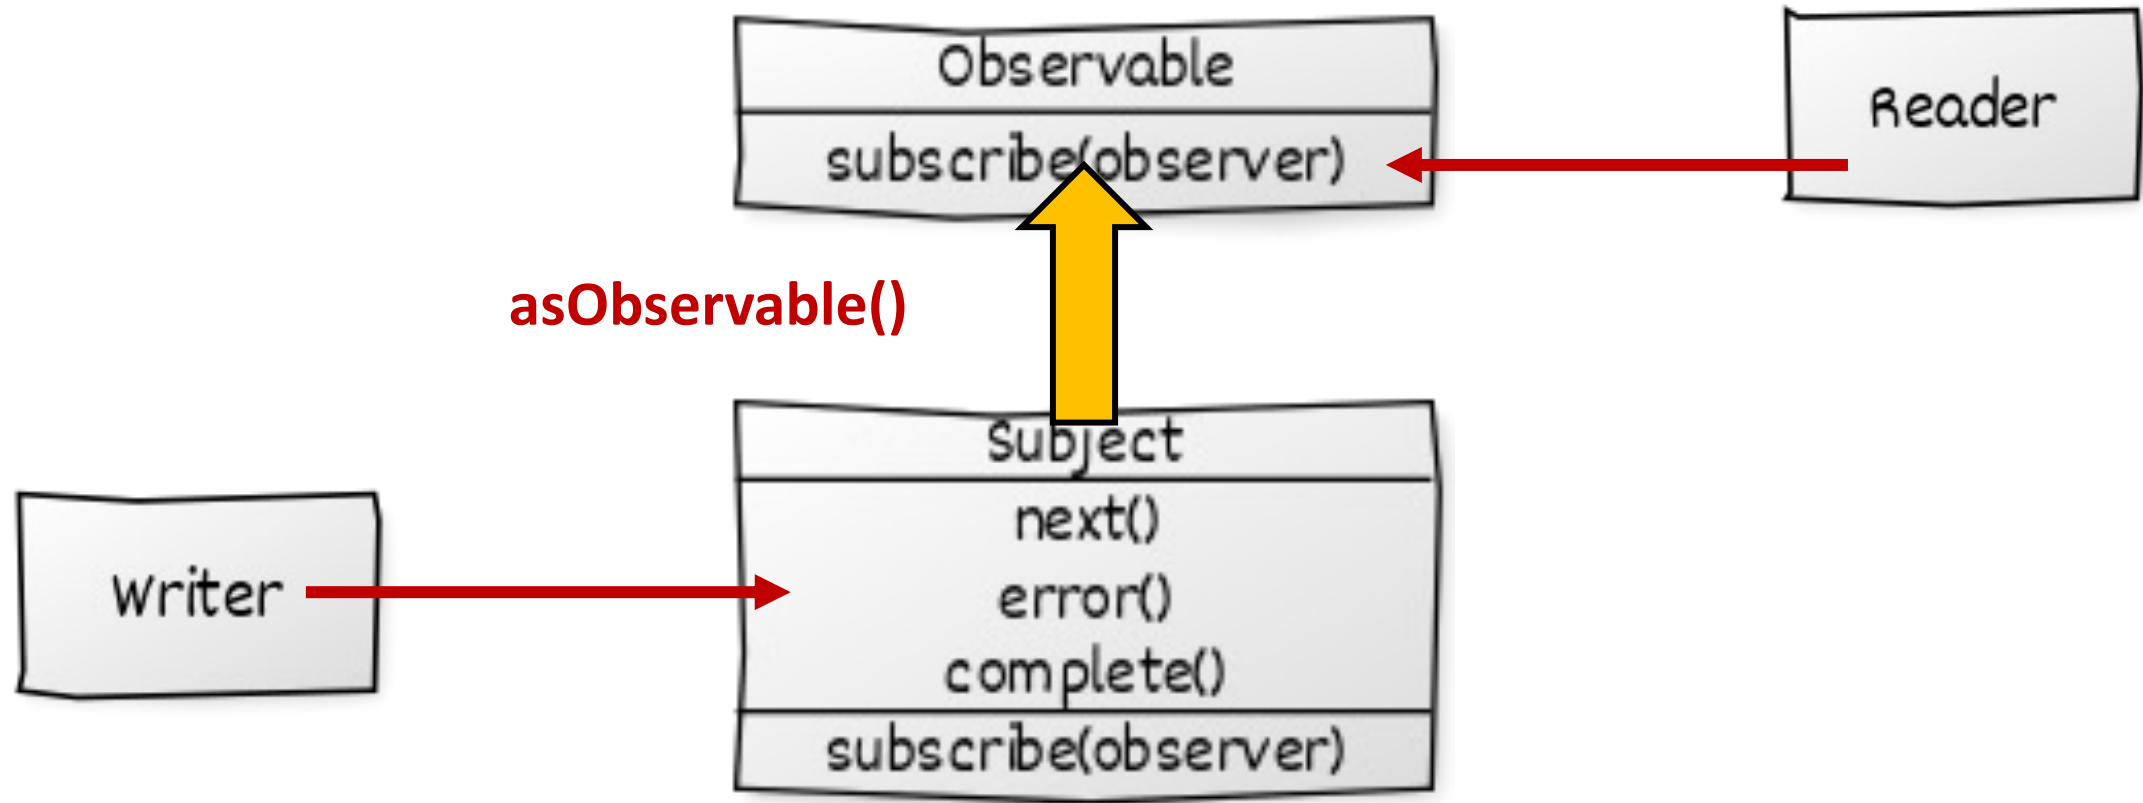 Observable
subscribe(observer)
Reader
asObservable()
Subject
next()
error()
complete()
subscribe(observer)
Writer